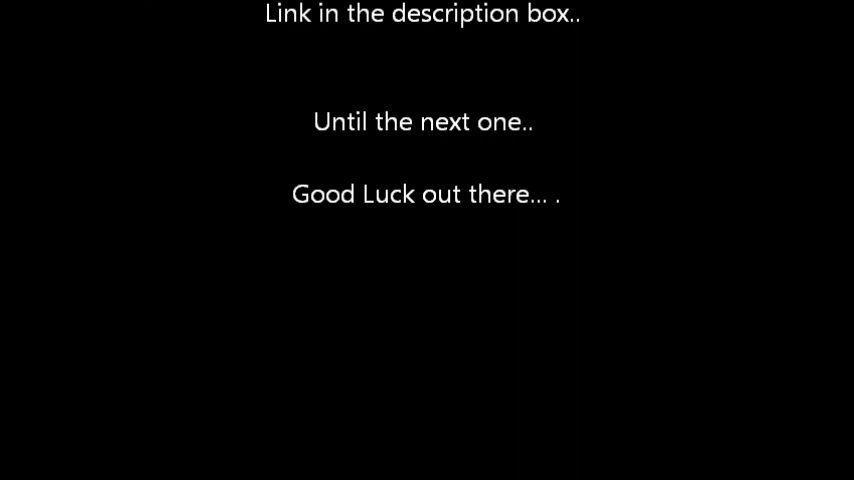 Link in the description box..
Until the next one..
Good Luck out there... .